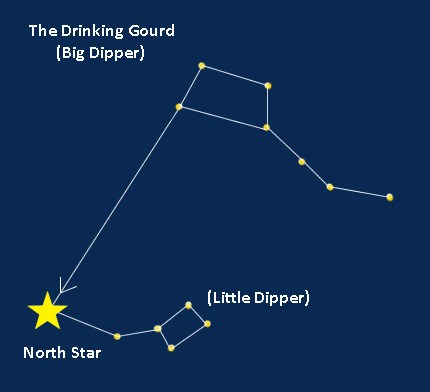 The Drinking Gourd
(Big Dipper)
(Little Dipper)
North Star